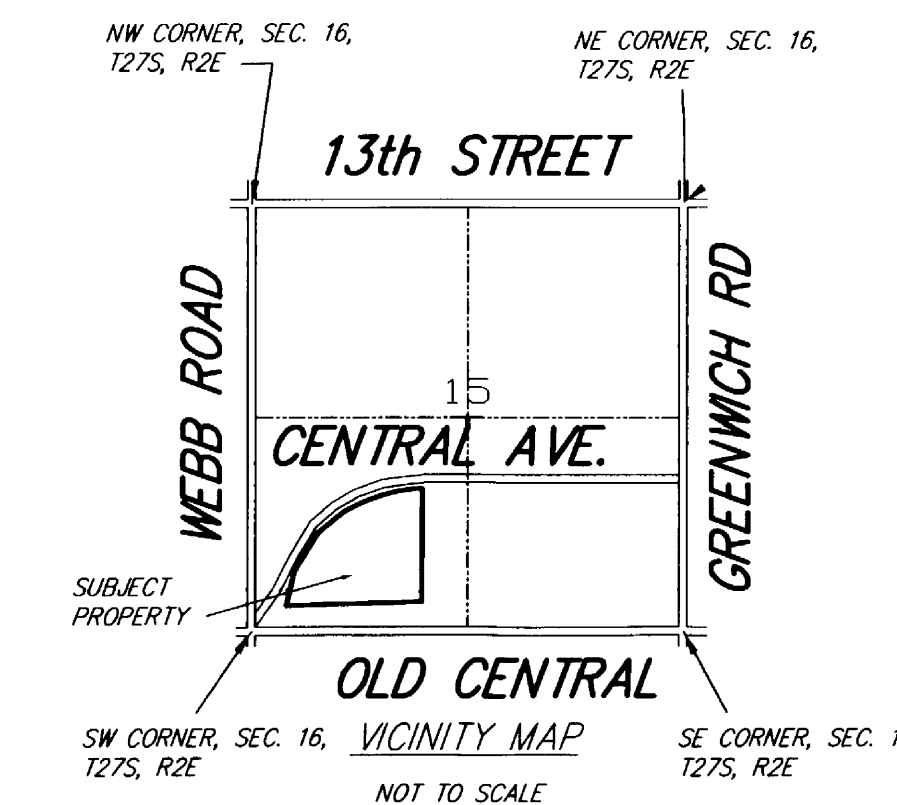 NW CORNER, SEC. 16,
T27S, R2E
NE CORNER, SEC. 16,
T27S, R2E
13th STREET
WEBB ROAD
GREENWICH RD
15
CENTRAL AVE.
SUBJECT
PROPERTY
OLD CENTRAL
SW CORNER, SEC. 16,
T27S, R2E
VICINITY MAP
SE CORNER, SEC. 1
T27S, R2E
NOT TO SCALE